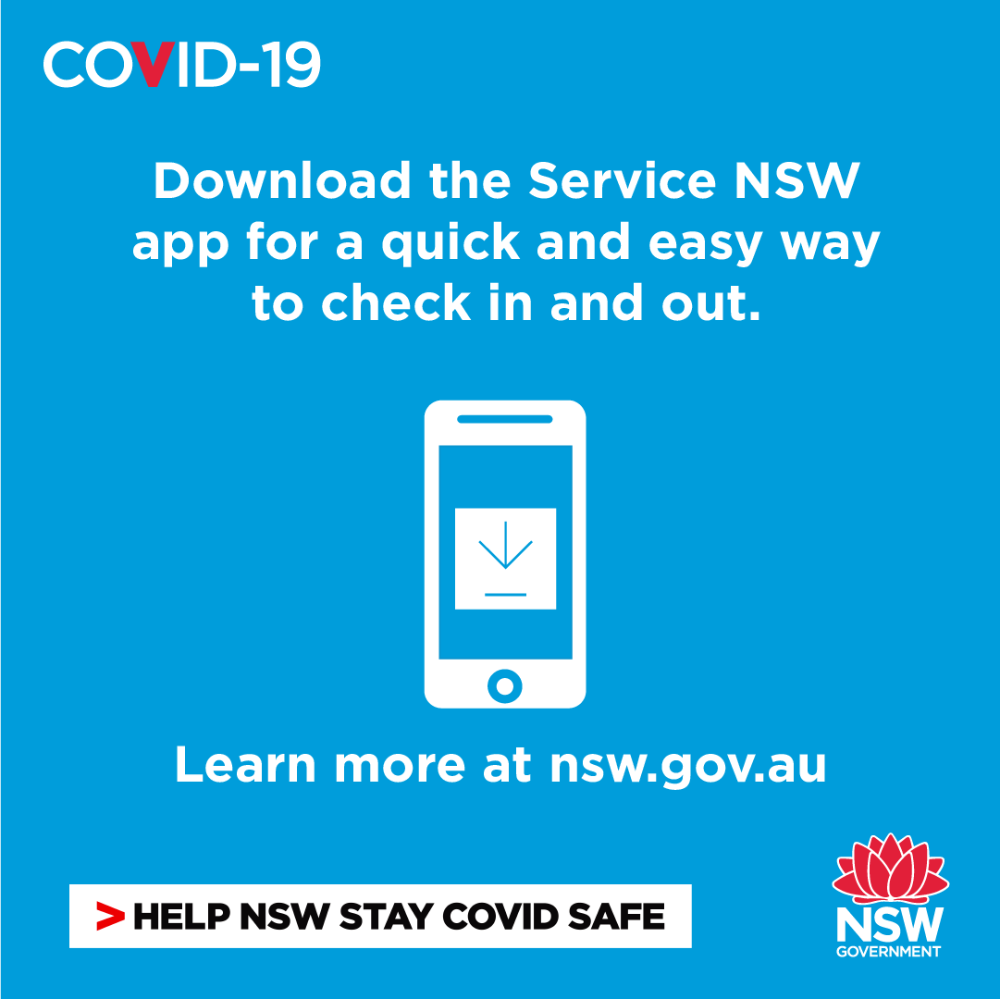 COVID-19
Download the Service NSW
app for a quick and easy way
to check in and out.
Learn more at nsw.gov.au
> HELP NSW STAY COVID SAFE
NSW
GOVERNMENT